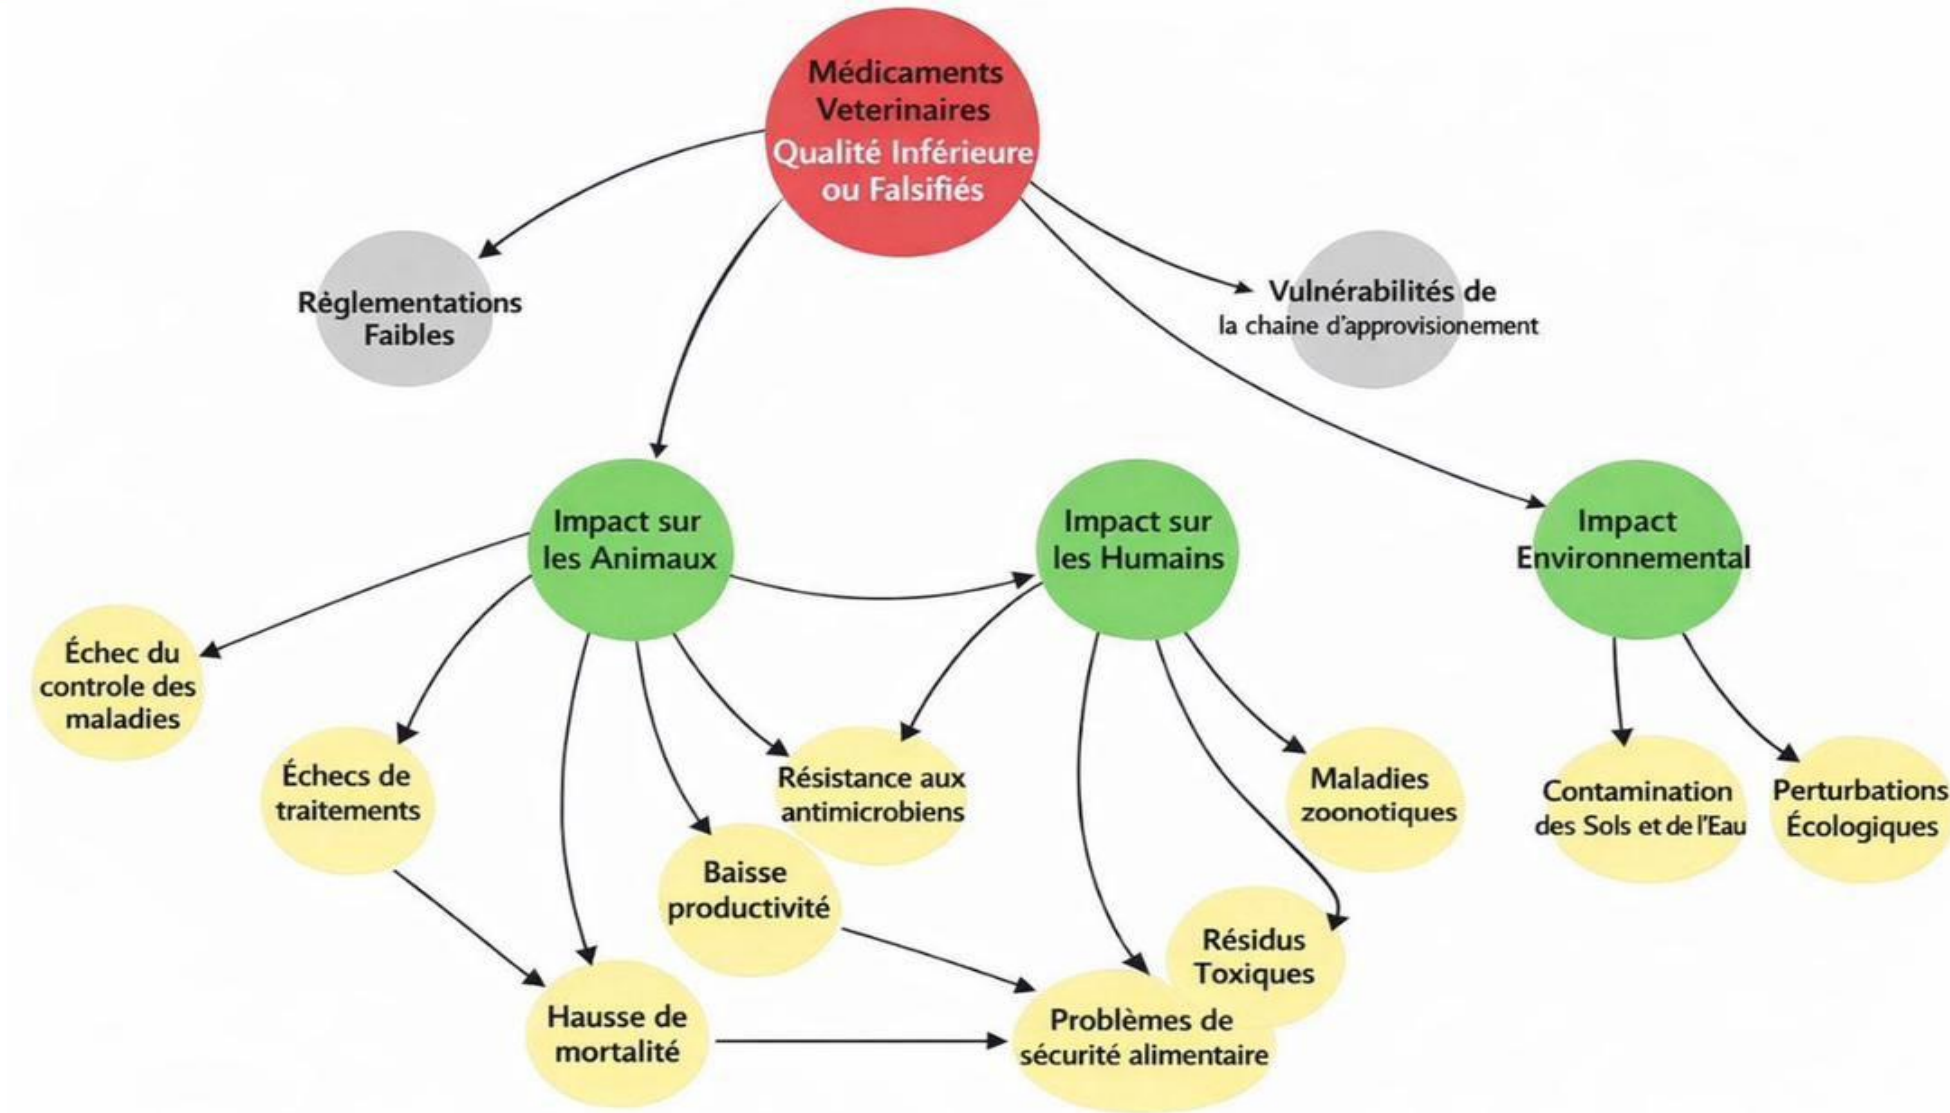 Médicaments
Veterinaires
Qualité Inférieure
ou Falsifiés
Règlementations
Faibles
Vulnérabilités de
la chaine d'approvisionement
Impact sur
les Animaux
Impact sur
les Humains
Impact
Environnemental
Échec du
controle des
maladies
Échecs de
traitements
Résistance aux
antimicrobiens
Maladies
zoonotiques
Contamination
des Sols et de l'Eau
Perturbations
Écologiques
Baisse
productivité
Résidus
Toxiques
Hausse de
mortalité
Problèmes de
sécurité alimentaire